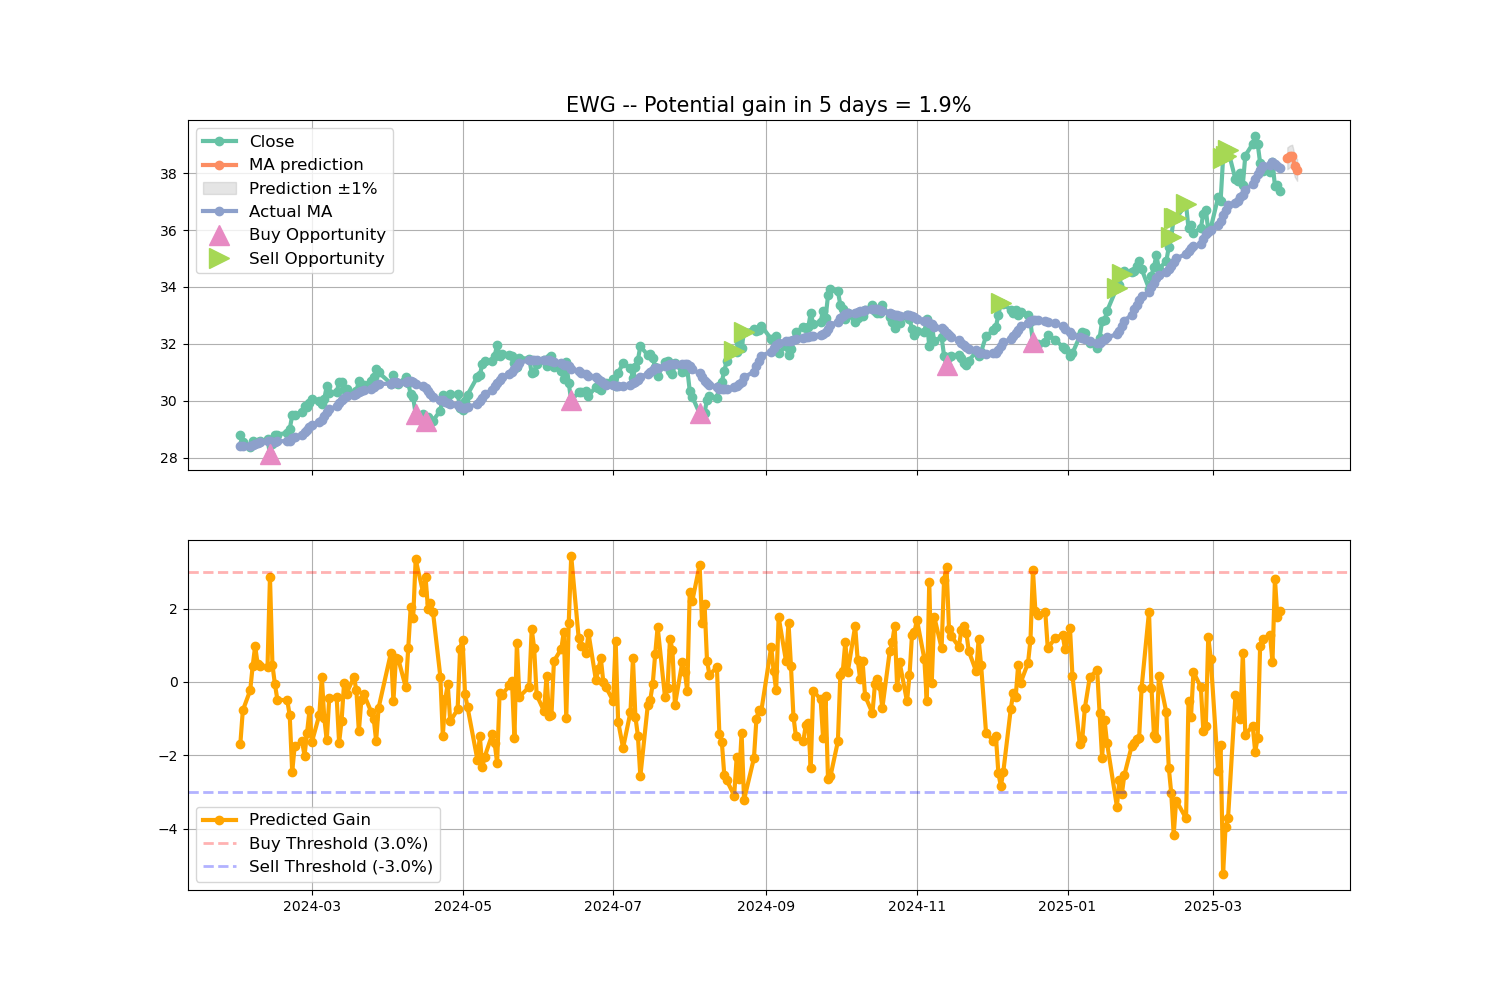 EWG -- Potential gain in 5 days = 1.9%
Close
MA prediction
Prediction ±1%
Actual MA
Buy Opportunity
Sell Opportunity
38
36
34
32
30
28
2
0
−2
−4
Predicted Gain
Buy Threshold (3.0%)
Sell Threshold (-3.0%)
2024-03 2024-05 2024-07 2024-09 2024-11 2025-01 2025-03